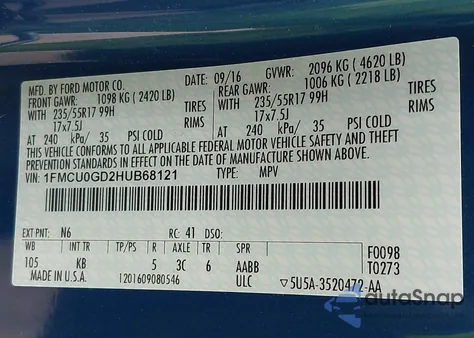 MFD. BY FORD MOTOR CO. DATE: 09/16 GVWR: 2096 KG ( 4620 LB)
FRONT GAWR: 1098 KG ( 2420 LB) REAR GAWR: 1006 KG ( 2218 LB)
235/55R17 99H TIRES WITH 235/55R17 99H TIRES
17x7.5J RIMS 17x7.5J RIMS
AT 240 kPa/ 35 PSI COLD AT 240 kPa/ 35 PSI COLD
THIS VEHICLE CONFORMS TO ALL APPLICABLE FEDERAL MOTOR VEHICLE SAFETY, BUMPER, AND THEFT
PREVENTION STANDARDS IN EFFECT ON THE DATE OF MANUFACTURE SHOWN ABOVE
VIN: 1FMCU0GD2HUB68121 TYPE: MPV
EXT PNT: N6 RC: 41 DSO: F0098
WB INT TR TP/PS R AXLE TR SPR T0273
105 KB 5 3C 6 AABB
MADE IN U.S.A. 1201609080546 ULC 5U5A-3520472-AA
autoSnap